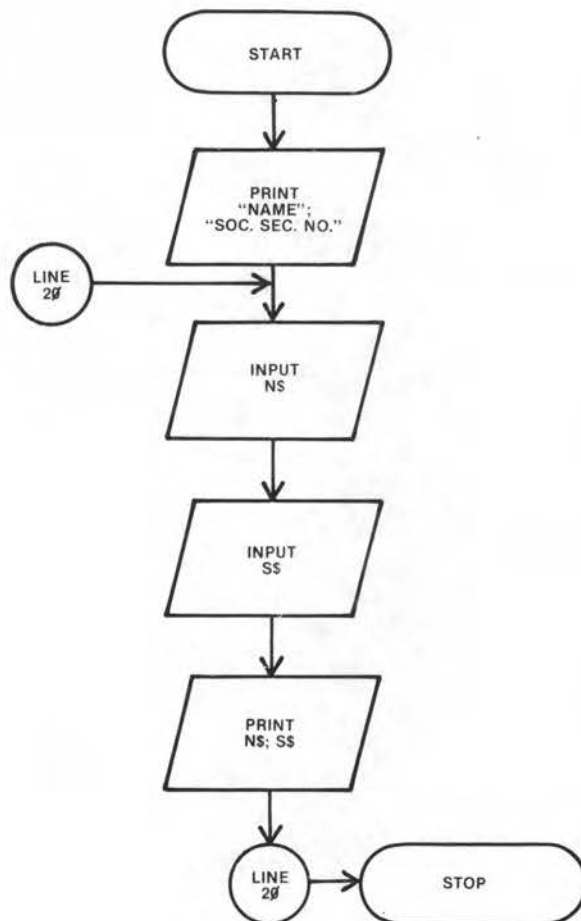 START
PRINT
“NAME”;
“SOC. SEC. NO.”
LINE
2Ø
INPUT
N$
INPUT
S$
PRINT
N$; S$
LINE
2Ø
STOP